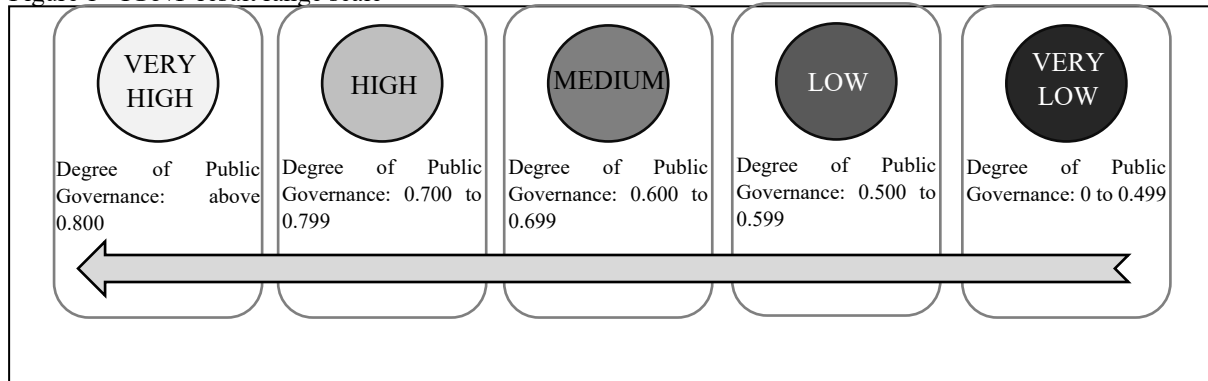 VERY
HIGH
Degree of Public
Governance: above
0.800
HIGH
Degree of Public
Governance: 0.700 to
0.799
MEDIUM
Degree of Public
Governance: 0.600 to
0.699
LOW
Degree of Public
Governance: 0.500 to
0.599
VERY
LOW
Degree of Public
Governance: 0 to 0.499